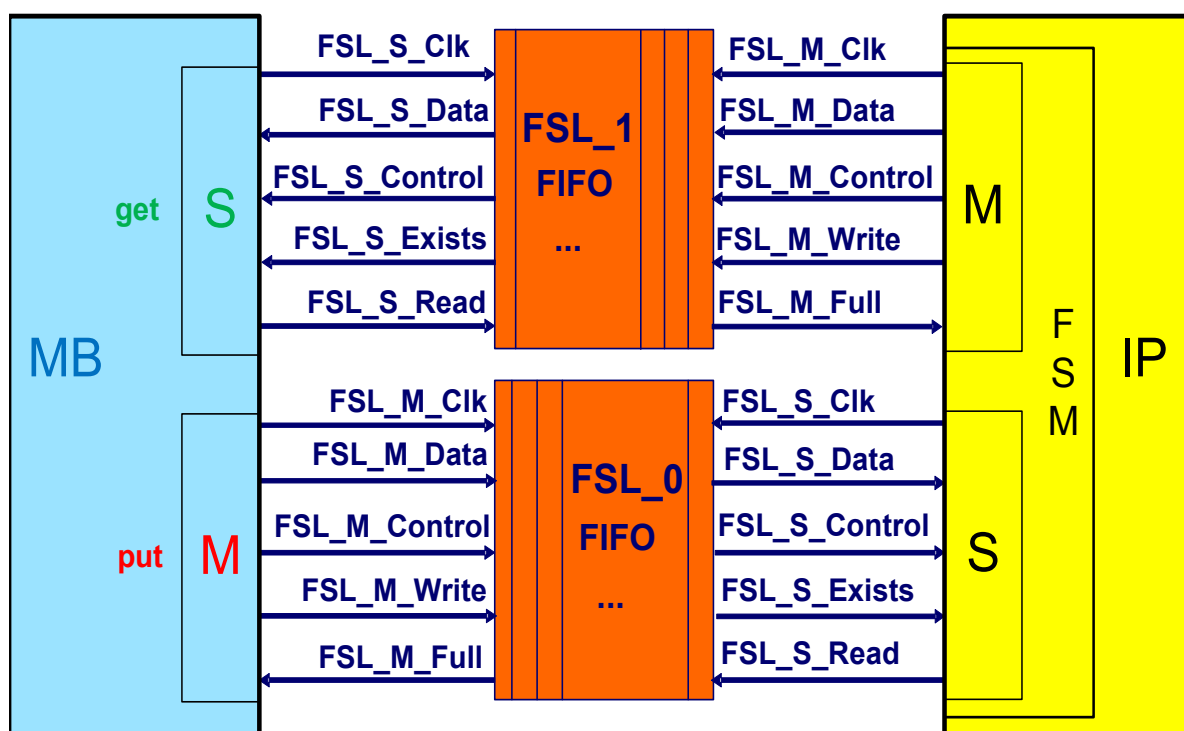 FSL_S_Clk
FSL_M_Clk
FSL_S_Data
FSL_M_Data
FSL_1
FIFO
...
FSL_S_Control
FSL_M_Control
get
S
M
FSL_S_Exists
FSL_M_Write
FSL_S_Read
FSL_M_Full
MB
F
S
M
IP
FSL_M_Clk
FSL_S_Clk
FSL_M_Data
FSL_S_Data
FSL_0
FIFO
...
FSL_M_Control
FSL_S_Control
put
M
S
FSL_M_Write
FSL_S_Exists
FSL_M_Full
FSL_S_Read